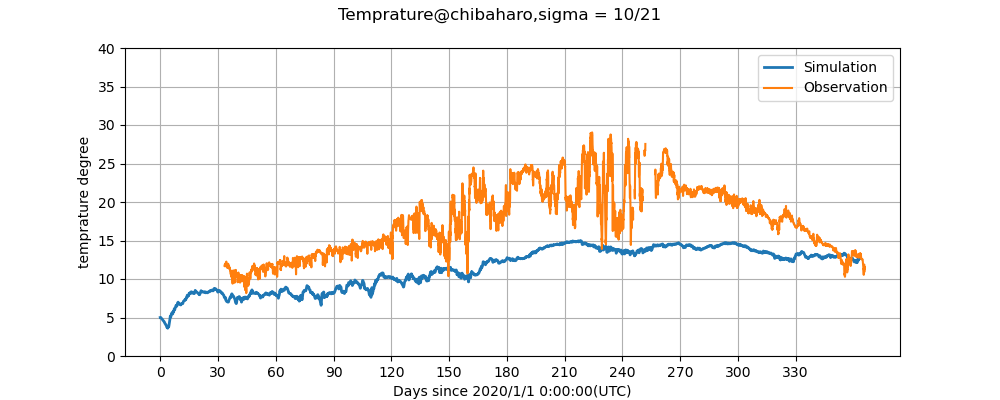 Temprature@chibaharo,sigma = 10/21
40
35
30
25
20
15
10
5
0
temprature degree
Simulation
Observation
0 30 60 90 120 150 180 210 240 270 300 330
Days since 2020/1/1 0:00:00(UTC)